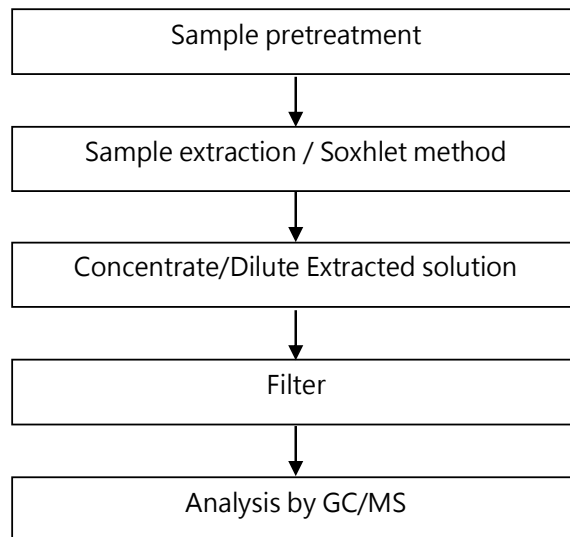 Sample pretreatment
Sample extraction / Soxhlet method
Concentrate/Dilute Extracted solution
Filter
Analysis by GC/MS